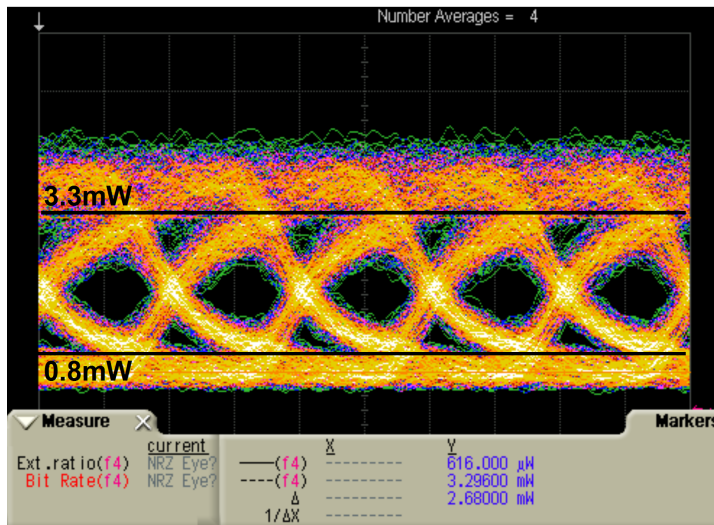 Number Averages = 4
3.3mW
0.8mW
Measure
Markers
current
X
Y
Ext.ratio(f4) NRZ Eye? (f4) --------- 616.000 µW
Bit Rate(f4) NRZ Eye? ----(f4) --------- 3.29600 mW
Δ --------- 2.68000 mW
1/ΔX ---------